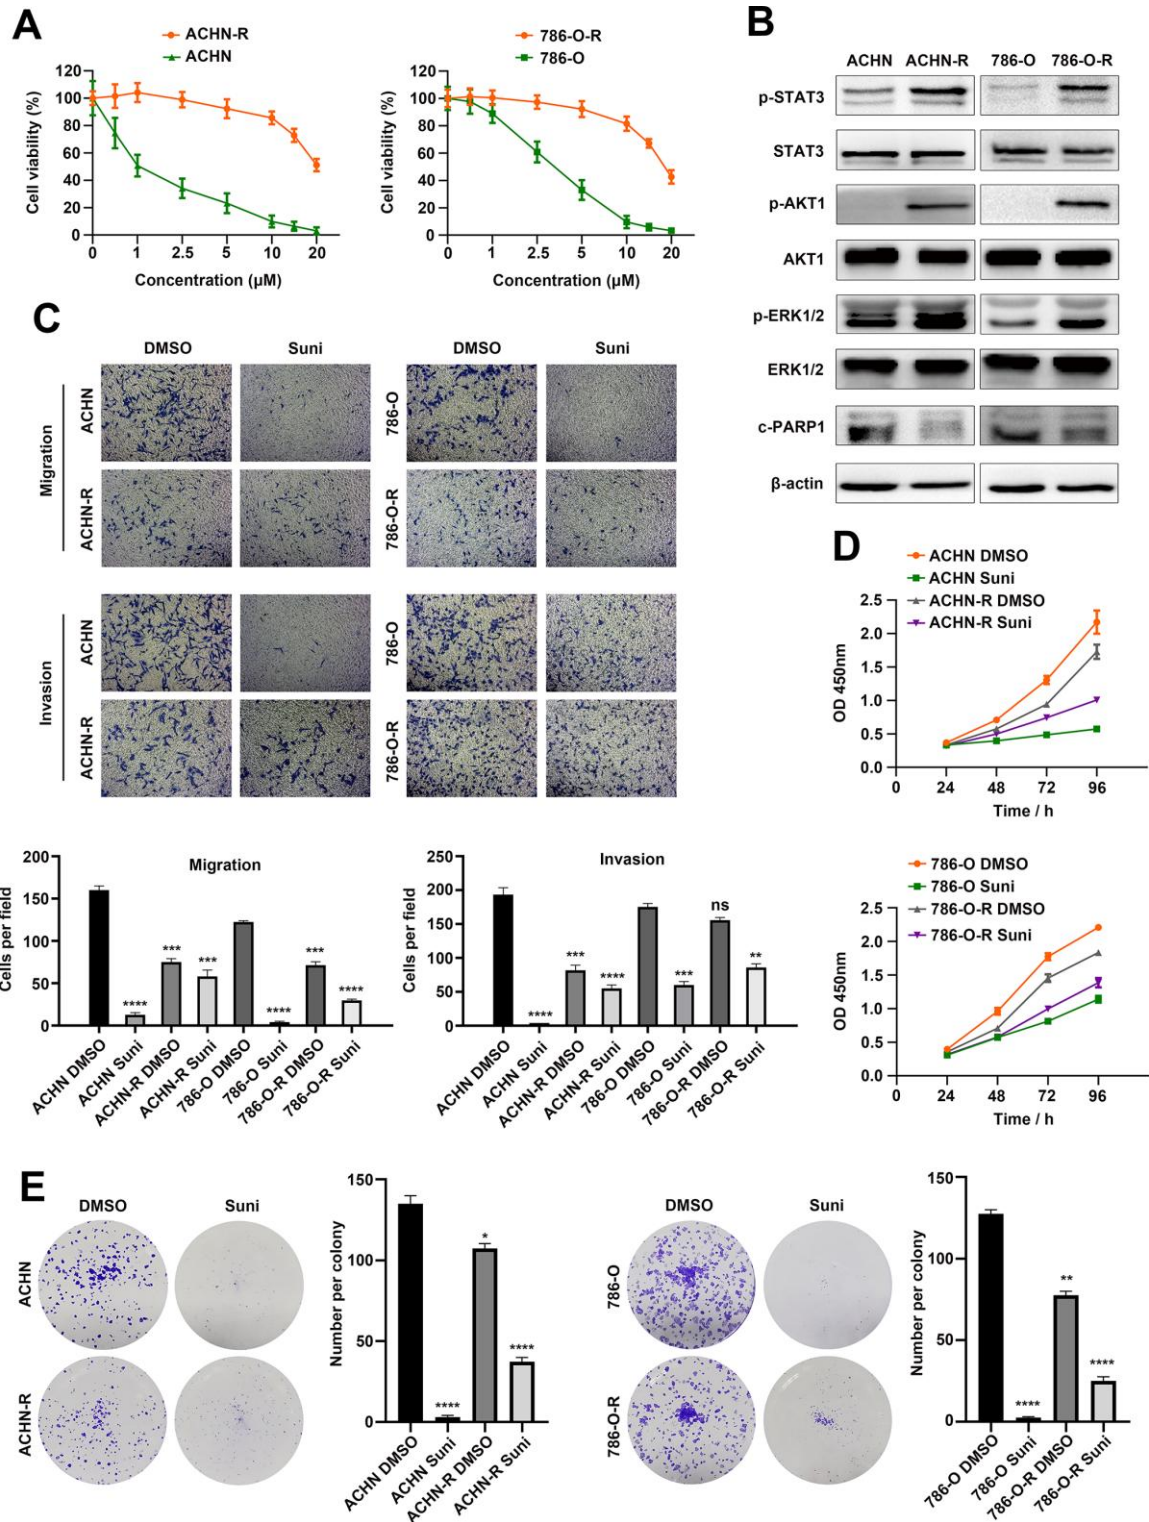 A
ACHN-R
ACHN
120
100
80
60
40
20
0
Cell viability (%)
0 1 2.5 5 10 20
Concentration (μM)
786-O-R
786-O
120
100
80
60
40
20
0
Cell viability (%)
0 1 2.5 5 10 20
Concentration (μM)
B
ACHN ACHN-R 786-O 786-O-R
p-STAT3
STAT3
p-AKT1
AKT1
p-ERK1/2
ERK1/2
c-PARP1
β-actin
C
DMSO Suni DMSO Suni
Migration
ACHN
786-O
ACHN-R
786-O-R
Invasion
ACHN
786-O
ACHN-R
786-O-R
Migration
200
150
100
50
0
Cells per field
**** *** *** **** *** ****
ACHN DMSO
ACHN Suni
ACHN-R DMSO
ACHN-R Suni
786-O DMSO
786-O Suni
786-O-R DMSO
786-O-R Suni
Invasion
250
200
150
100
50
0
Cells per field
**** *** **** *** ns **
ACHN DMSO
ACHN Suni
ACHN-R DMSO
ACHN-R Suni
786-O DMSO
786-O Suni
786-O-R DMSO
786-O-R Suni
D
ACHN DMSO
ACHN Suni
ACHN-R DMSO
ACHN-R Suni
2.5
2.0
1.5
1.0
0.5
0.0
OD 450nm
0 24 48 72 96
Time / h
786-O DMSO
786-O Suni
786-O-R DMSO
786-O-R Suni
2.5
2.0
1.5
1.0
0.5
0.0
OD 450nm
0 24 48 72 96
Time / h
E
DMSO Suni
ACHN
ACHN-R
150
100
50
0
Number per colony
**** * ****
ACHN DMSO
ACHN Suni
ACHN-R DMSO
ACHN-R Suni
DMSO Suni
786-O
786-O-R
150
100
50
0
Number per colony
**** ** ****
786-O DMSO
786-O Suni
786-O-R DMSO
786-O-R Suni